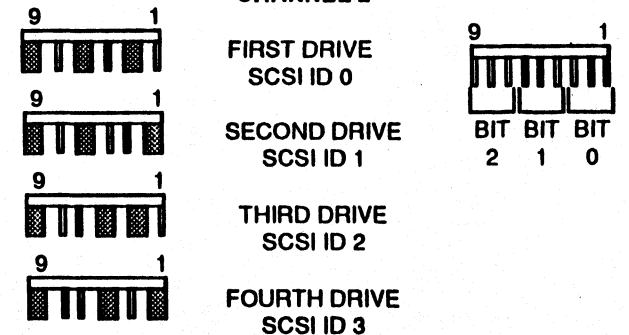 9 1
FIRST DRIVE
SCSI ID 0
9 1
SECOND DRIVE
SCSI ID 1
9 1
THIRD DRIVE
SCSI ID 2
9 1
FOURTH DRIVE
SCSI ID 3
9 1
BIT BIT BIT
2 1 0